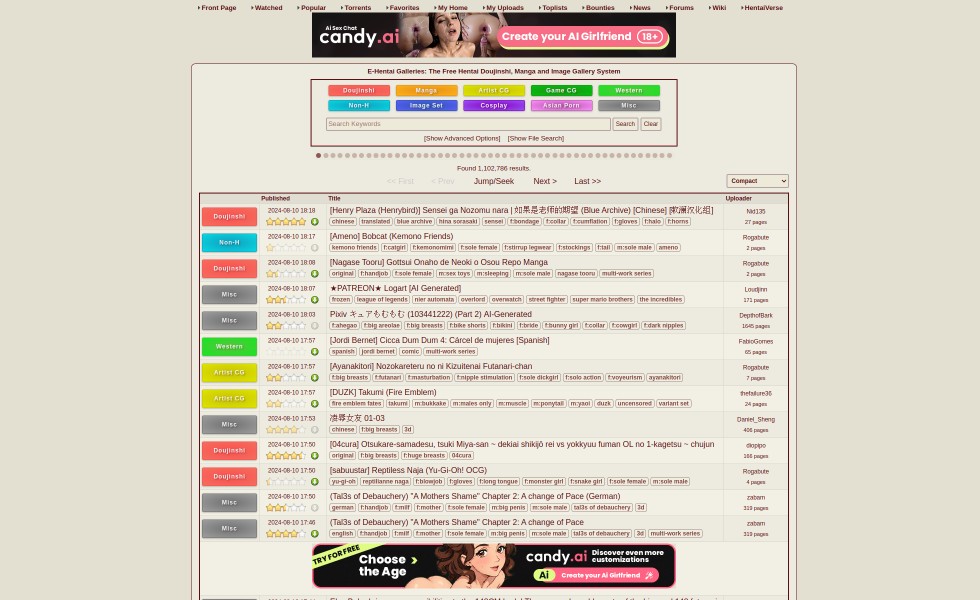 Front Page Watched Popular Torrents Favorites My Home My Uploads Toplists Bounties News Forums Wiki HentaiVerse
Ai Sex Chat
candy.ai
Create your AI Girlfriend 18+
E-Hentai Galleries: The Free Hentai Doujinshi, Manga and Image Gallery System
Doujinshi Manga Artist CG Game CG Western
Non-H Image Set Cosplay Asian Porn Misc
Search Keywords Search Clear
[Show Advanced Options] [Show File Search]
Found 1,102,786 results.
<< First < Prev Jump/Seek Next > Last >> Compact
Published Title Uploader
Doujinshi 2024-08-10 18:18 [Henry Plaza (Henrybird)] Sensei ga Nozomu nara | 如果是老师的期望 (Blue Archive) [Chinese] Nid135
chinese translated blue archive hina sorasaki sensei f:bondage f:collar f:cumflation f:gloves f:halo f:horns 27 pages
Non-H 2024-08-10 18:17 [Ameno] Bobcat (Kemono Friends) Rogabute
kemono friends f:catgirl f:kemonomimi f:sole female f:stirrup legwear f:stockings f:tail m:sole male ameno 2 pages
Doujinshi 2024-08-10 18:08 [Nagase Tooru] Gottsui Onaho de Neoki o Osou Repo Manga Rogabute
original f:handjob f:sole female m:sex toys m:sleeping m:sole male nagase tooru multi-work series 2 pages
Misc 2024-08-10 18:07 ★PATREON★ Logart [AI Generated] Loudjinn
frozen league of legends nier automata overlord overwatch street fighter super mario brothers the incredibles 171 pages
Misc 2024-08-10 18:03 Pixiv キュアもむもむ (103441222) (Part 2) AI-Generated DepthofBark
f:ahegao f:big areolae f:big breasts f:bike shorts f:bikini f:bride f:bunny girl f:collar f:cowgirl f:dark nipples 1645 pages
Western 2024-08-10 17:57 [Jordi Bernet] Cicca Dum Dum 4: Cárcel de mujeres [Spanish] FabioGomes
spanish jordi bernet comic multi-work series 65 pages
Artist CG 2024-08-10 17:57 [Ayanakitori] Nozokareteru no ni Kizuitenai Futanari-chan Rogabute
f:big breasts f:futanari f:masturbation f:nipple stimulation f:sole dickgirl f:solo action f:voyeurism ayanakitori 7 pages
Artist CG 2024-08-10 17:57 [DUZK] Takumi (Fire Emblem) thefailure36
fire emblem fates takumi m:bukkake m:males only m:muscle m:ponytail m:yaoi duzk uncensored variant set 24 pages
Misc 2024-08-10 17:53 凌辱女友 01-03 Daniel_Sheng
chinese f:big breasts 3d 406 pages
Doujinshi 2024-08-10 17:50 [04cura] Otsukare-samadesu, tsuki Miya-san ~ dekiai shikijō rei vs yokkyuu fuman OL no 1-kagetsu ~ chujun diopipo
original f:big breasts f:huge breasts 04cura 166 pages
Doujinshi 2024-08-10 17:50 [sabuustar] Reptiless Naja (Yu-Gi-Oh! OCG) Rogabute
yu-gi-oh reptilianne naga f:blowjob f:gloves f:long tongue f:monster girl f:snake girl f:sole female m:sole male 4 pages
Misc 2024-08-10 17:50 (Tal3s of Debauchery) "A Mothers Shame" Chapter 2: A change of Pace (German) zabam
german f:handjob f:milf f:mother f:sole female m:big penis m:sole male tal3s of debauchery 3d 319 pages
Misc 2024-08-10 17:46 (Tal3s of Debauchery) "A Mothers Shame" Chapter 2: A change of Pace zabam
english f:handjob f:milf f:mother f:sole female m:big penis m:sole male tal3s of debauchery 3d multi-work series 319 pages
TRY FOR FREE
Choose
the Age
candy.ai Discover even more
customizations
Ai Create your AI Girlfriend